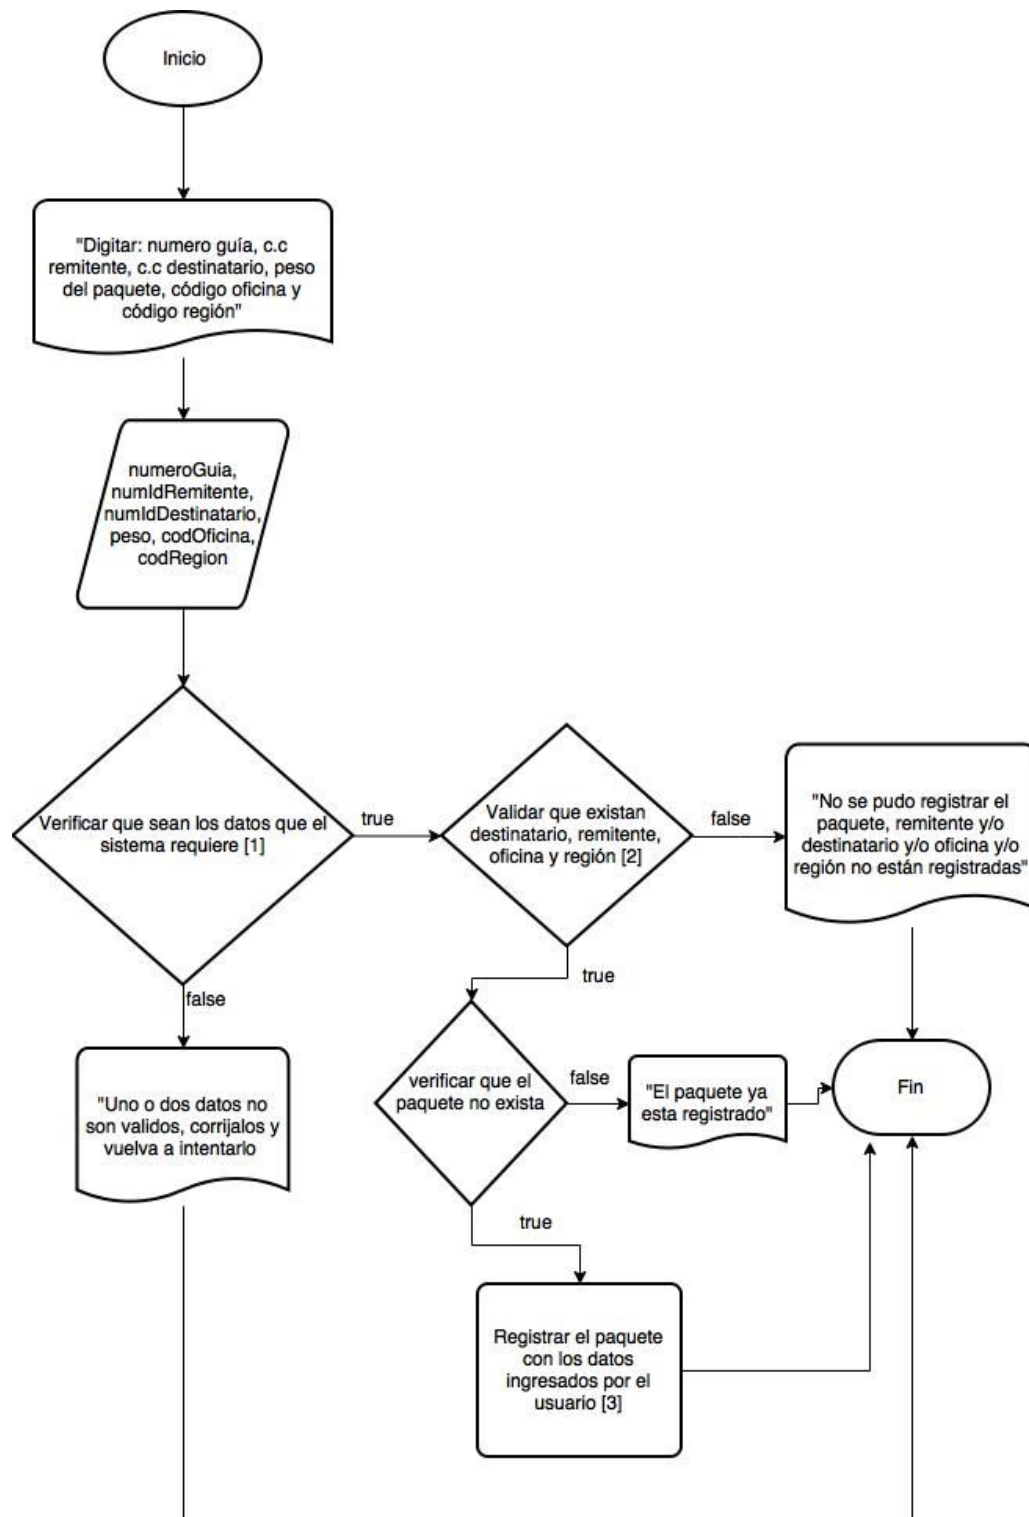 Inicio
"Digitar: numero guía, c.c
remitente, c.c destinatario, peso
del paquete, código oficina y
código región"
numeroGuia,
numIdRemitente,
numIdDestinatario,
peso, codOficina,
codRegion
Verificar que sean los datos que el
sistema requiere [1]
true
Validar que existan
destinatario, remitente,
oficina y región [2]
false
"No se pudo registrar el
paquete, remitente y/o
destinatario y/o oficina y/o
región no están registradas"
true
false
"Uno o dos datos no
son validos, corrijalos y
vuelva a intentarlo
verificar que el
paquete no exista
false
"El paquete ya
esta registrado"
Fin
true
Registrar el paquete
con los datos
ingresados por el
usuario [3]